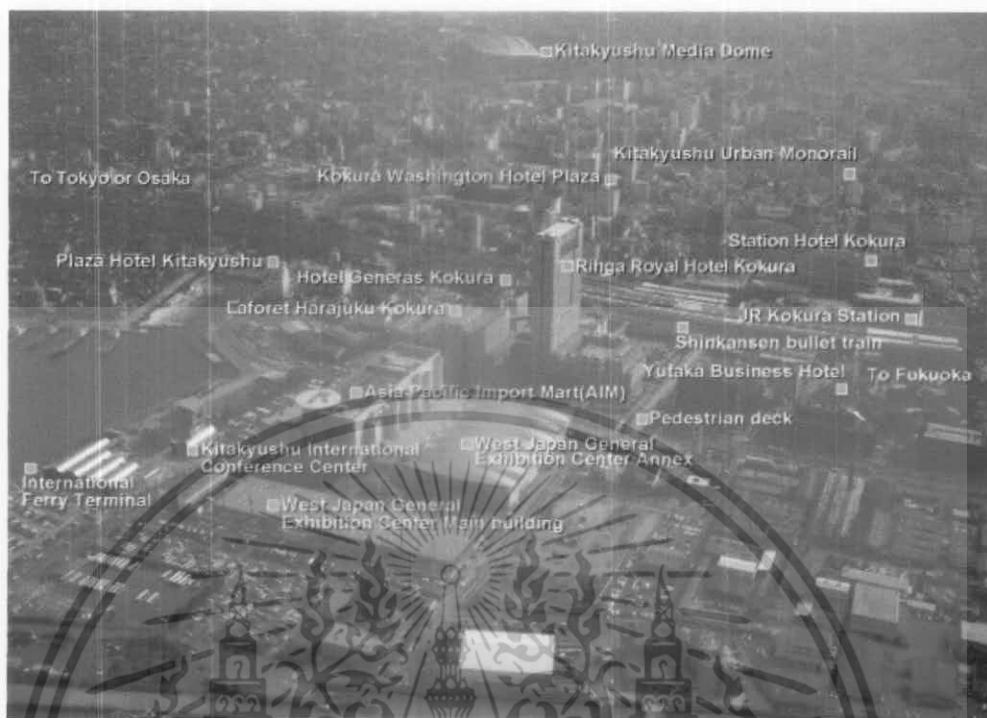 Kitakyushu Media Dome
Kitakyushu Urban Monorail
To Tokyo or Osaka
Kokura Washington Hotel Plaza
Station Hotel Kokura
Plaza Hotel Kitakyushu
Hotel Generas Kokura
Rihga Royal Hotel Kokura
Laforet Harajuku Kokura
JR Kokura Station
Shinkansen bullet train
Yutaka Business Hotel
To Fukuoka
Asia Pacific Import Mart(AIM)
Pedestrian deck
Kitakyushu International
Conference Center
West Japan General
Exhibition Center Annex
International
Ferry Terminal
West Japan General
Exhibition Center Main building